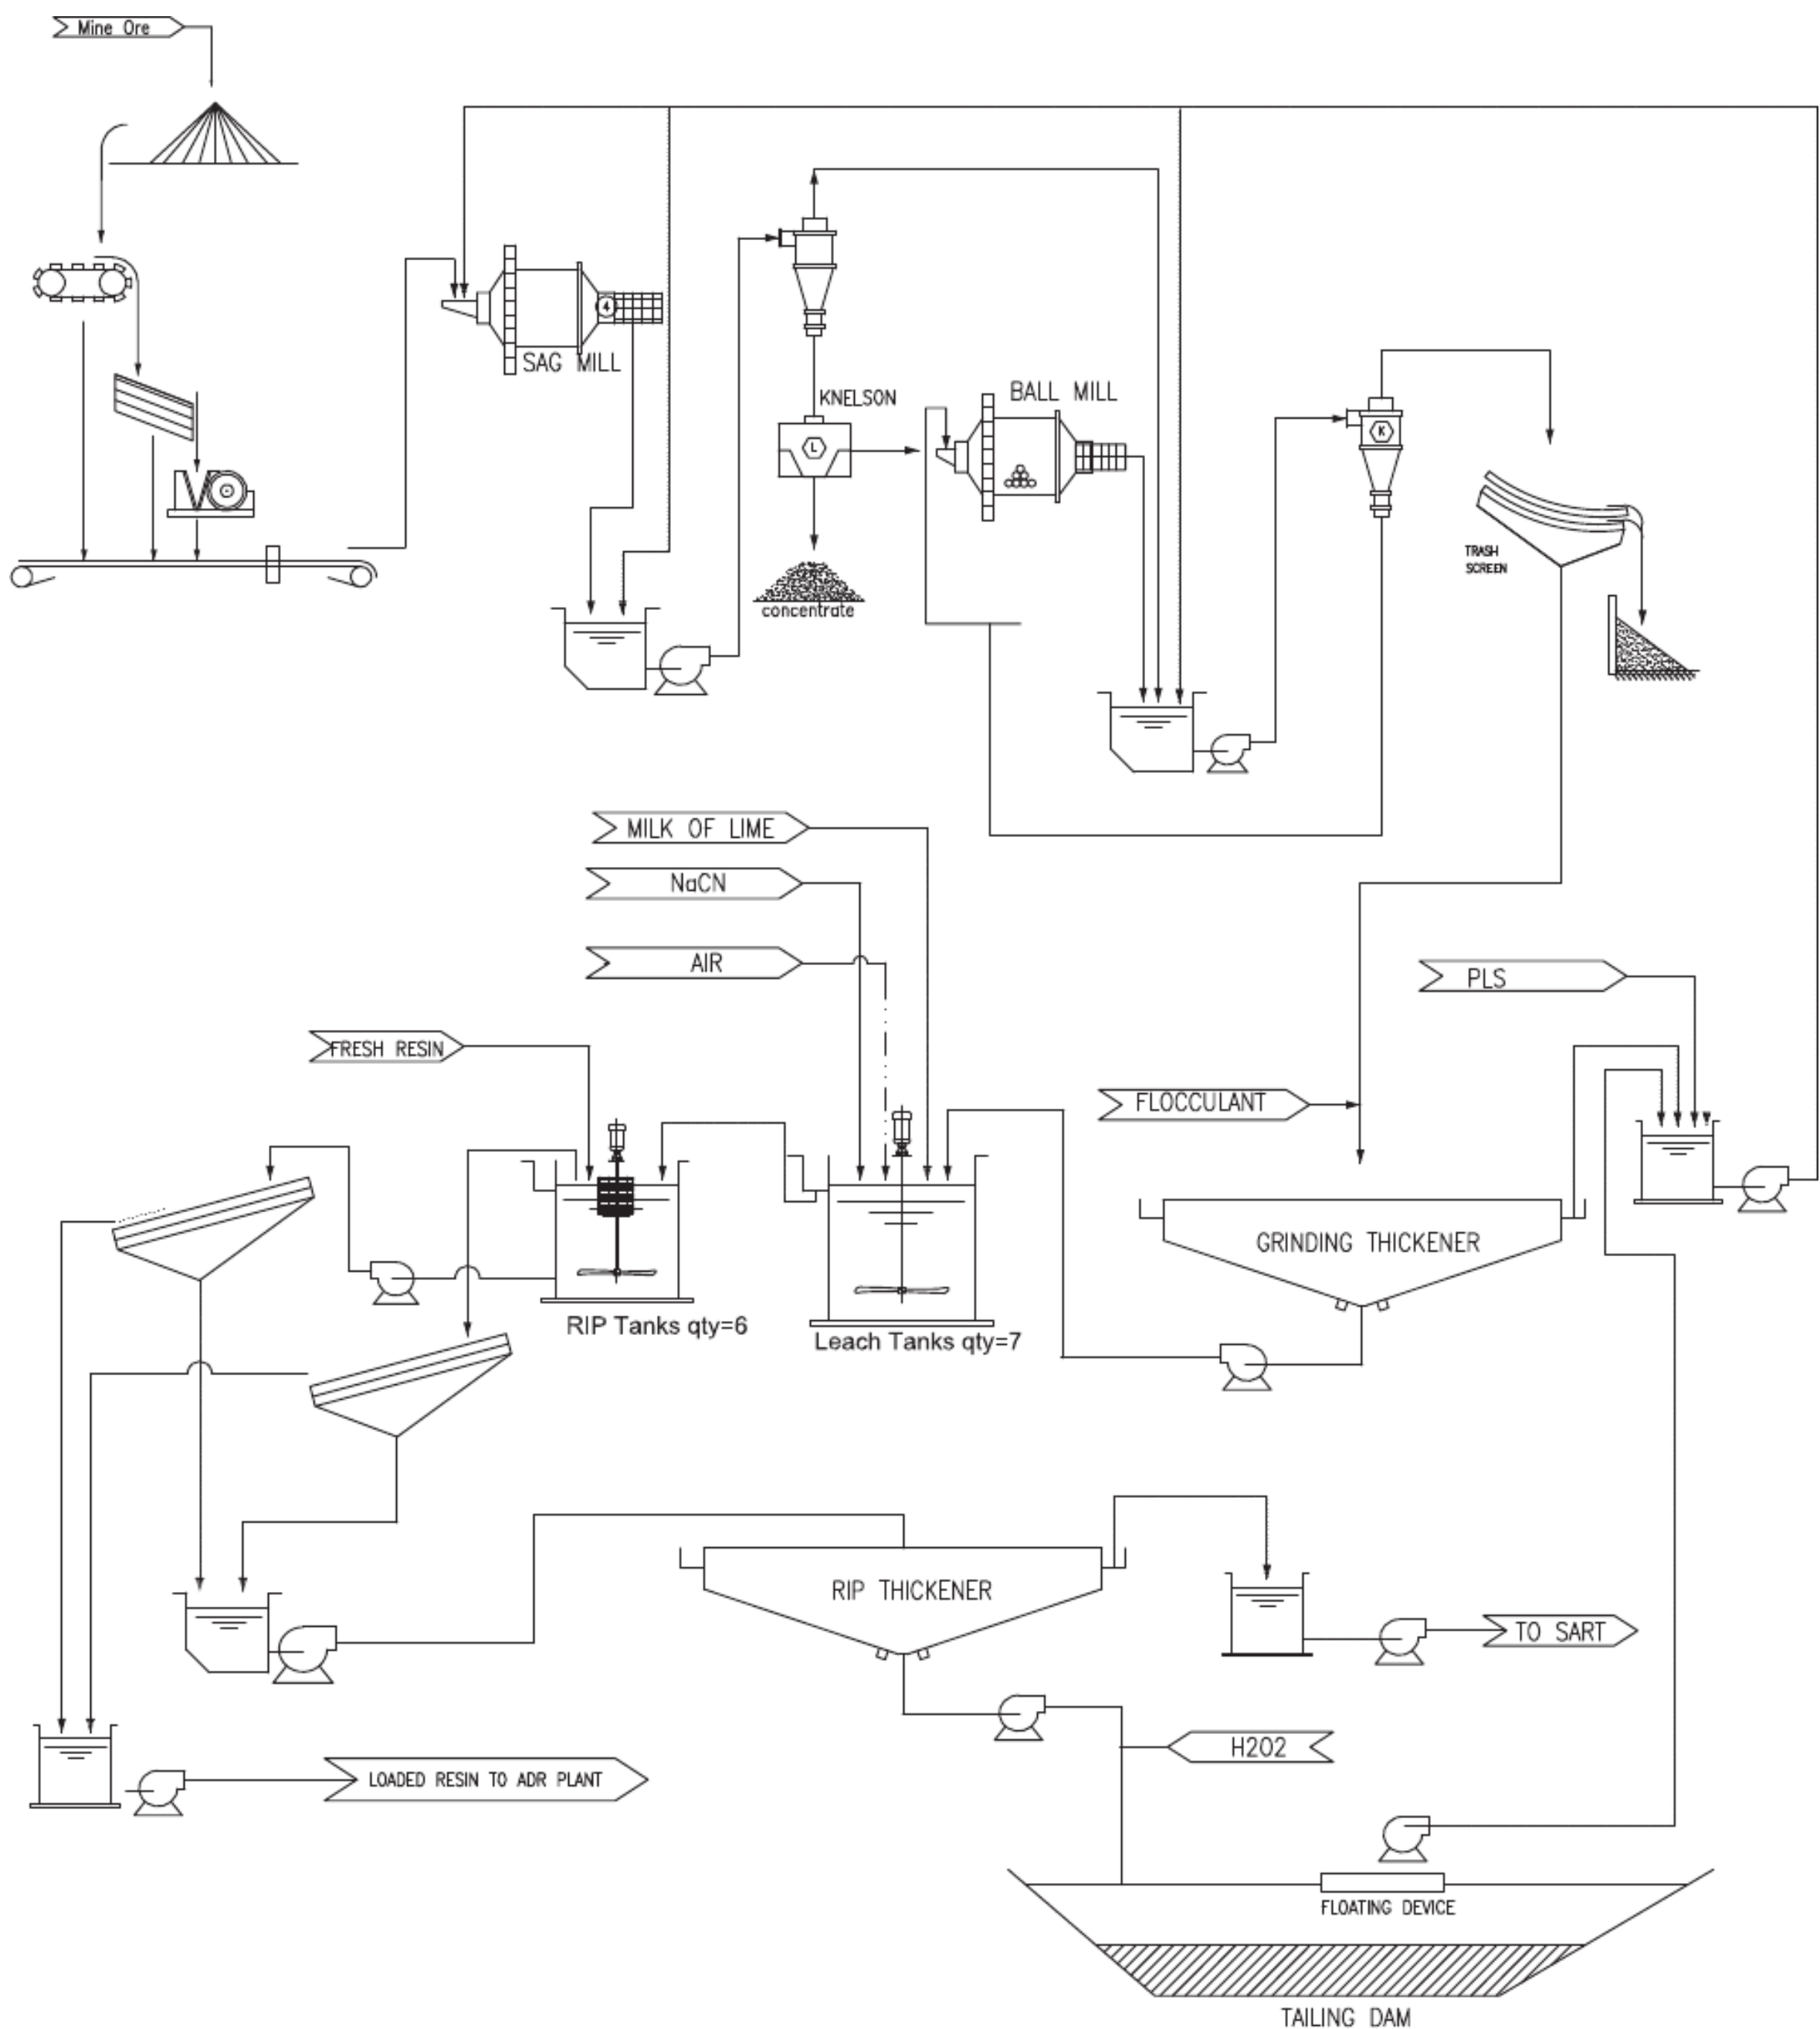 Mine Ore
4
SAG MILL
KNELSON
L
concentrate
BALL MILL
K
TRASH
SCREEN
MILK OF LIME
NaCN
AIR
PLS
FRESH RESIN
FLOCCULANT
GRINDING THICKENER
RIP Tanks qty=6
Leach Tanks qty=7
RIP THICKENER
TO SART
H2O2
LOADED RESIN TO ADR PLANT
FLOATING DEVICE
TAILING DAM